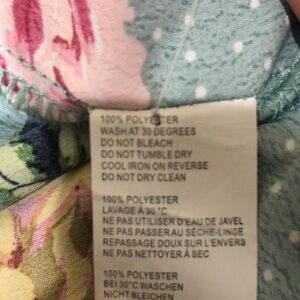 100% POLYESTER
WASH AT 30 DEGREES
DO NOT BLEACH
DO NOT TUMBLE DRY
COOL IRON ON REVERSE
DO NOT DRY CLEAN
100% POLYESTER
LAVAGE À 30 °C
NE PAS UTILISER D'EAU DE JAVEL
NE PAS PASSER AU SÈCHE-LINGE
REPASSAGE DOUX SUR L'ENVERS
NE PAS NETTOYER À SEC
100% POLYESTER
BEI 30°C WASCHEN
NICHT BLEICHEN